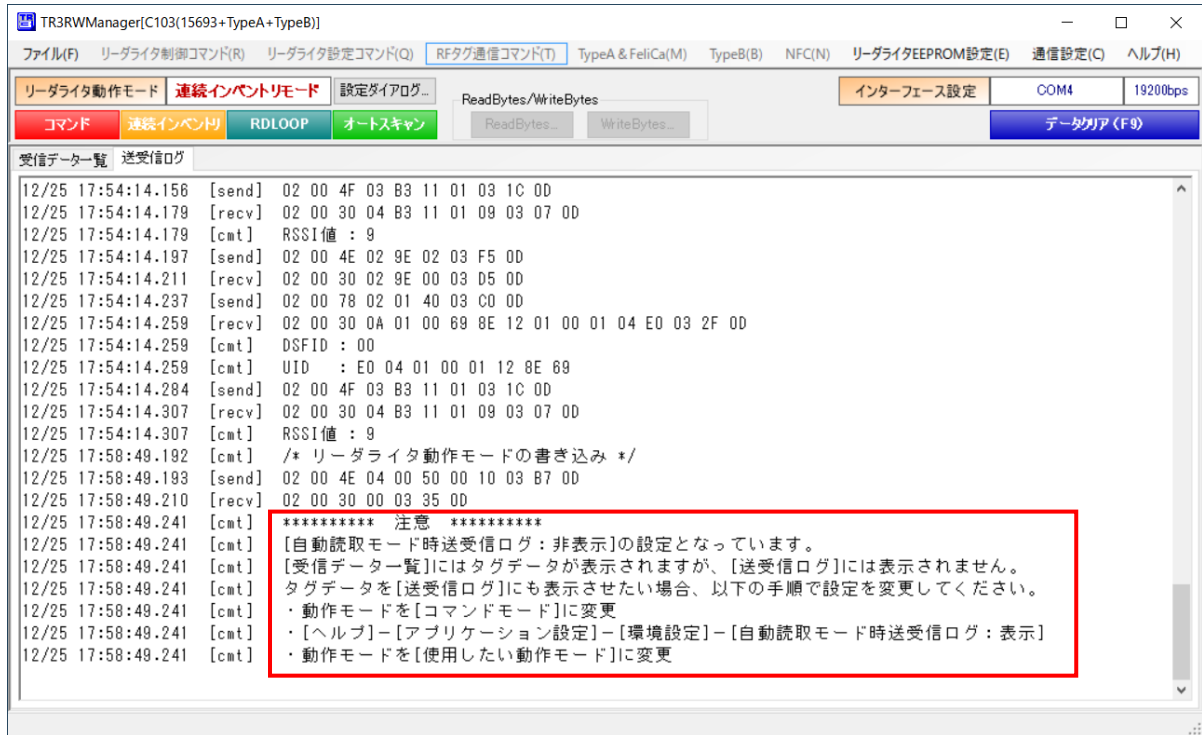 TR3RWManager[C103(15693+TypeA+TypeB)]
ファイル(F) リーダライタ制御コマンド(R) リーダライタ設定コマンド(Q) RFタグ通信コマンド(T) TypeA & FeliCa(M) TypeB(B) NFC(N) リーダライタEEPROM設定(E) 通信設定(C) ヘルプ(H)
リーダライタ動作モード 連続インベントリモード 設定ダイアログ... ReadBytes/WriteBytes インターフェース設定 COM4 19200bps
コマンド 連続インベントリ RDLOOP オートスキャン ReadBytes... WriteBytes... データクリア (F9)
受信データ一覧 送受信ログ
12/25 17:54:14.156 [send] 02 00 4F 03 B3 11 01 03 1C 0D
12/25 17:54:14.179 [recv] 02 00 30 04 B3 11 01 09 03 07 0D
12/25 17:54:14.179 [cmt] RSSI値 : 9
12/25 17:54:14.197 [send] 02 00 4E 02 9E 02 03 F5 0D
12/25 17:54:14.211 [recv] 02 00 30 02 9E 00 03 D5 0D
12/25 17:54:14.237 [send] 02 00 78 02 01 40 03 C0 0D
12/25 17:54:14.259 [recv] 02 00 30 0A 01 00 69 8E 12 01 00 01 04 E0 03 2F 0D
12/25 17:54:14.259 [cmt] DSFID : 00
12/25 17:54:14.259 [cmt] UID : E0 04 01 00 01 12 8E 69
12/25 17:54:14.284 [send] 02 00 4F 03 B3 11 01 03 1C 0D
12/25 17:54:14.307 [recv] 02 00 30 04 B3 11 01 09 03 07 0D
12/25 17:54:14.307 [cmt] RSSI値 : 9
12/25 17:58:49.192 [cmt] /* リーダライタ動作モードの書き込み */
12/25 17:58:49.193 [send] 02 00 4E 04 00 50 00 10 03 B7 0D
12/25 17:58:49.210 [recv] 02 00 30 00 03 35 0D
12/25 17:58:49.241 [cmt] ********** 注意 **********
12/25 17:58:49.241 [cmt] [自動読取モード時送受信ログ：非表示]の設定となっています。
12/25 17:58:49.241 [cmt] [受信データ一覧]にはタグデータが表示されますが、[送受信ログ]には表示されません。
12/25 17:58:49.241 [cmt] タグデータを[送受信ログ]にも表示させたい場合、以下の手順で設定を変更してください。
12/25 17:58:49.241 [cmt] ・動作モードを[コマンドモード]に変更
12/25 17:58:49.241 [cmt] ・[ヘルプ]－[アプリケーション設定]－[環境設定]－[自動読取モード時送受信ログ：表示]
12/25 17:58:49.241 [cmt] ・動作モードを[使用したい動作モード]に変更